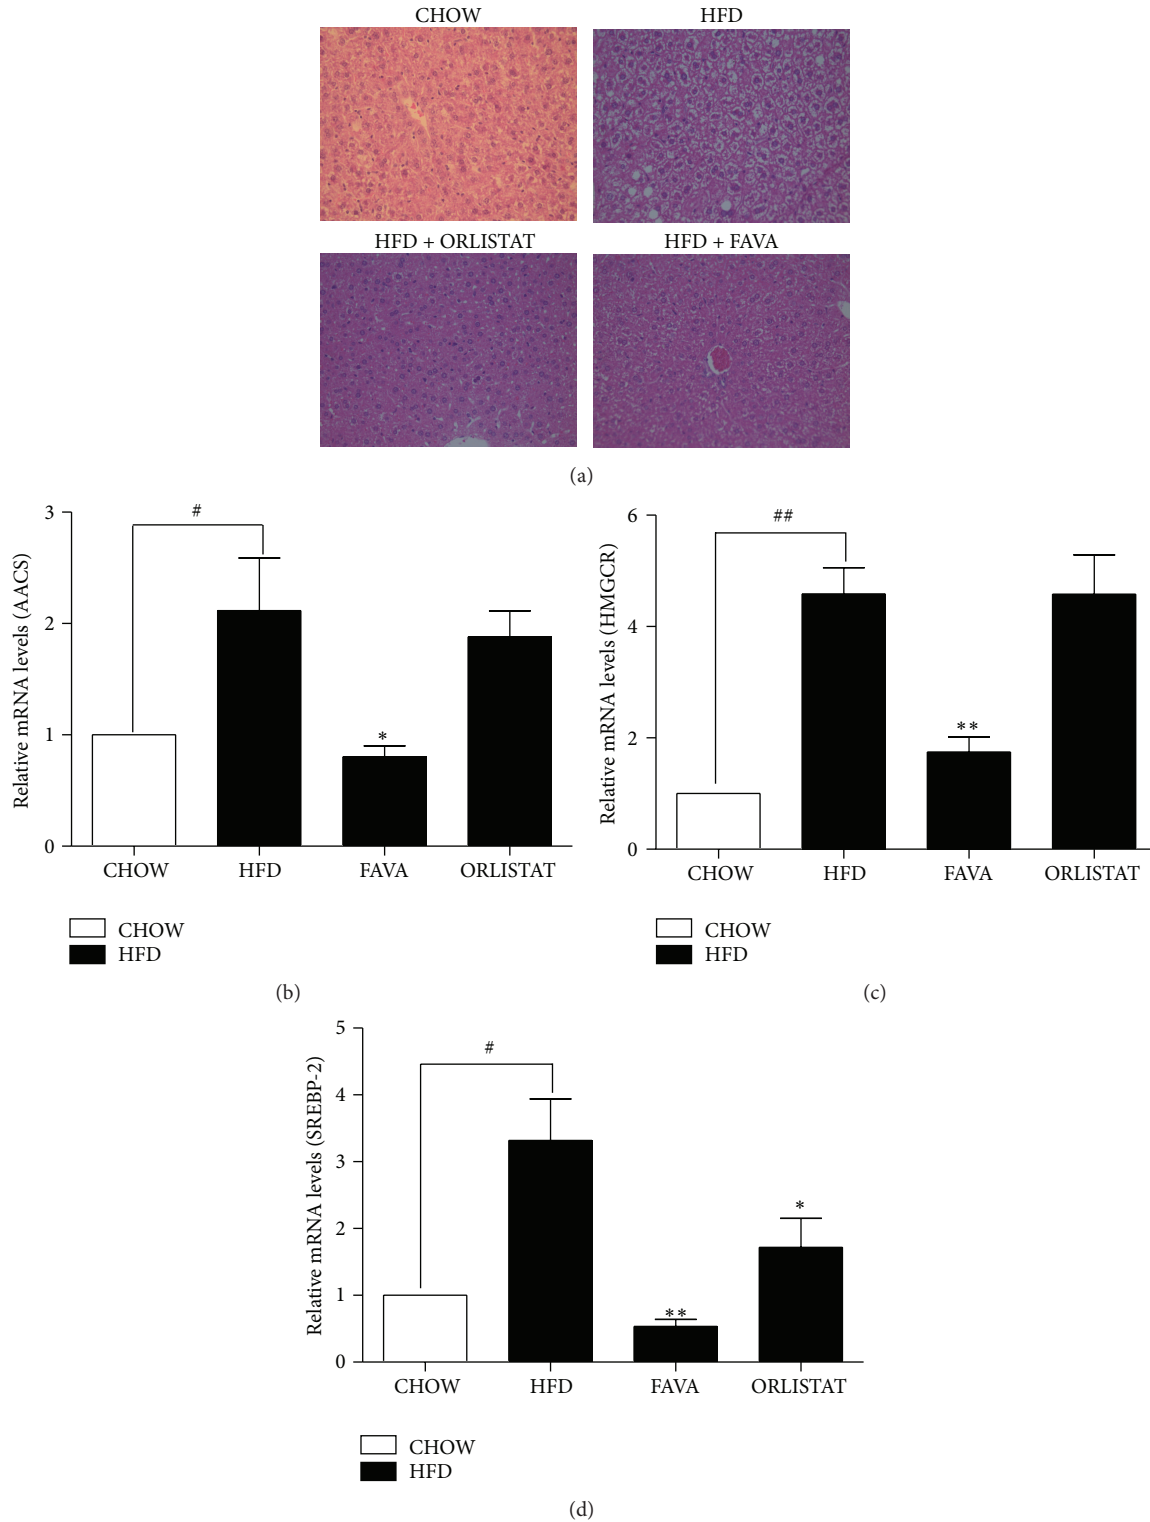 CHOW
HFD
HFD + ORLISTAT
HFD + FAVA
(a)
#
3
2
1
0
Relative mRNA levels (AACS)
*
CHOW
HFD
FAVA
ORLISTAT
CHOW
HFD
(b)
##
6
4
2
0
Relative mRNA levels (HMGCR)
**
CHOW
HFD
FAVA
ORLISTAT
CHOW
HFD
(c)
#
5
4
3
2
1
0
Relative mRNA levels (SREBP-2)
**
*
CHOW
HFD
FAVA
ORLISTAT
CHOW
HFD
(d)